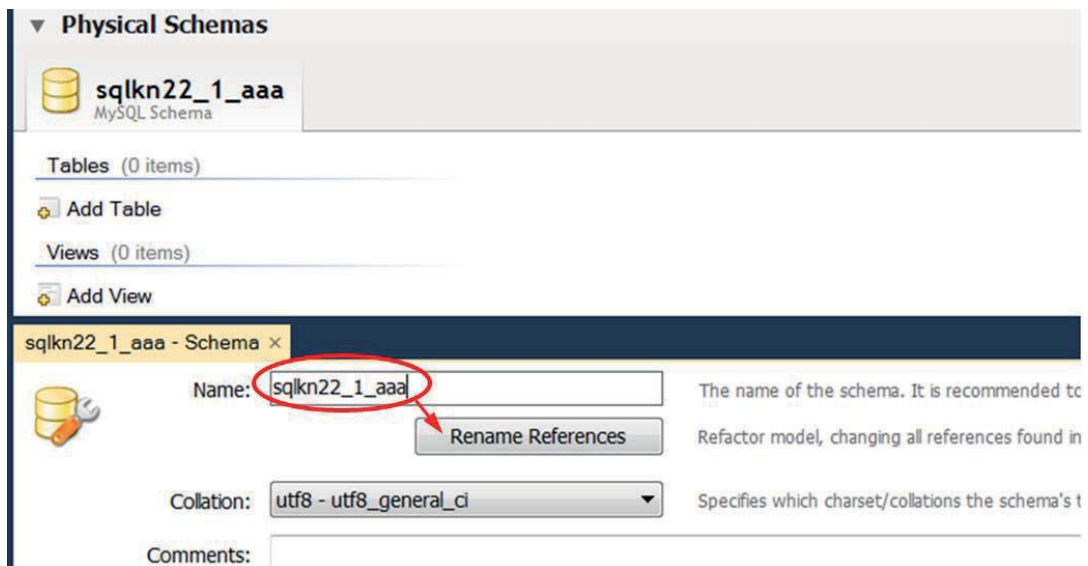 Physical Schemas
sqlkn22_1_aaa
MySQL Schema
Tables (0 items)
Add Table
Views (0 items)
Add View
sqlkn22_1_aaa - Schema ×
Name: sqlkn22_1_aaa The name of the schema. It is recommended to
Rename References Refactor model, changing all references found in
Collation: utf8 - utf8_general_ci Specifies which charset/collations the schema's t
Comments: